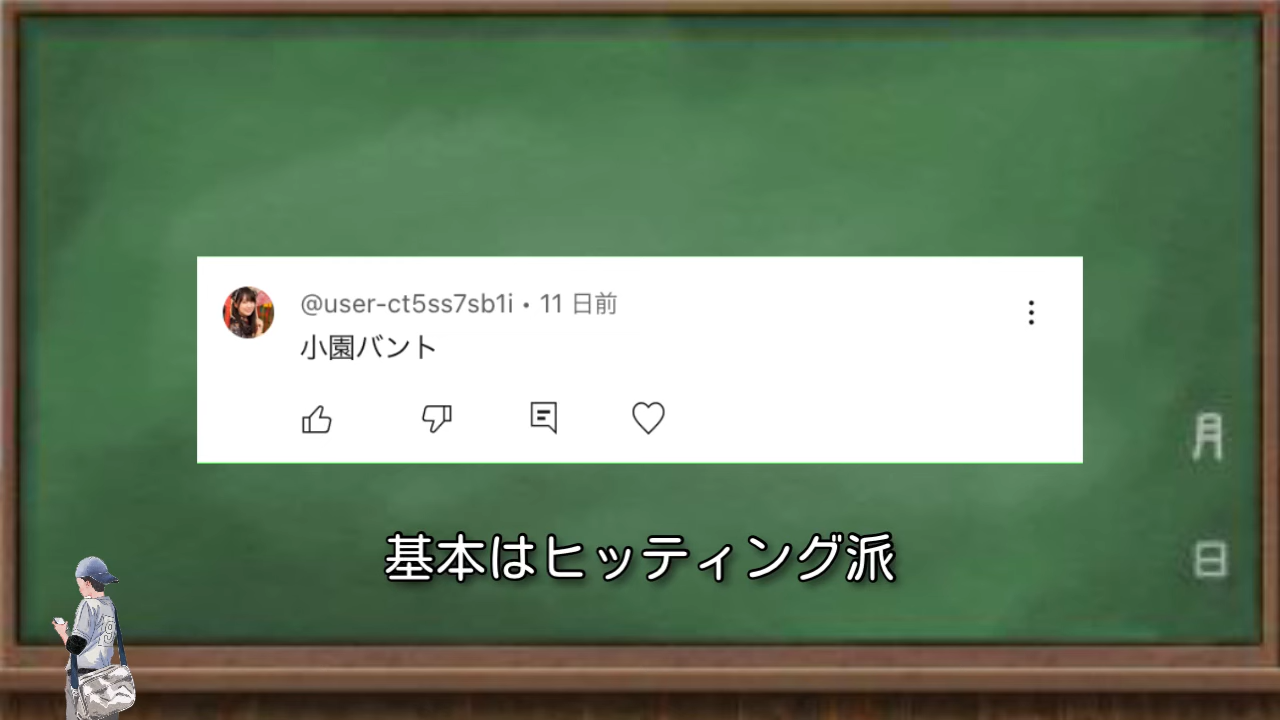 @user-ct5ss7sb1i • 11 日前
小園バント
基本はヒッティング派
月
日